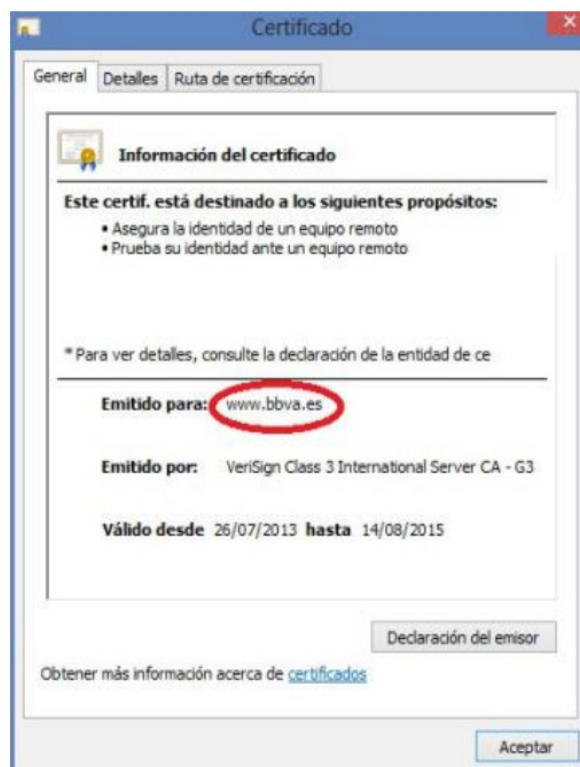 Certificado
General Detalles Ruta de certificación
Información del certificado
Este certif. está destinado a los siguientes propósitos:
• Asegura la identidad de un equipo remoto
• Prueba su identidad ante un equipo remoto
* Para ver detalles, consulte la declaración de la entidad de ce
Emitido para: www.bbva.es
Emitido por: VeriSign Class 3 International Server CA - G3
Válido desde 26/07/2013 hasta 14/08/2015
Declaración del emisor
Obtener más información acerca de certificados
Aceptar